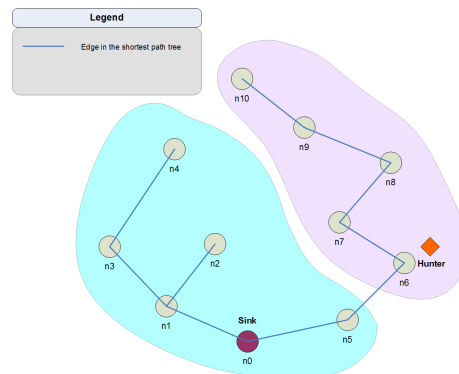 Legend
Edge in the shortest path tree
n10
n9
n4
n8
n7
n3
n2
Hunter
n6
n1
Sink
n5
n0